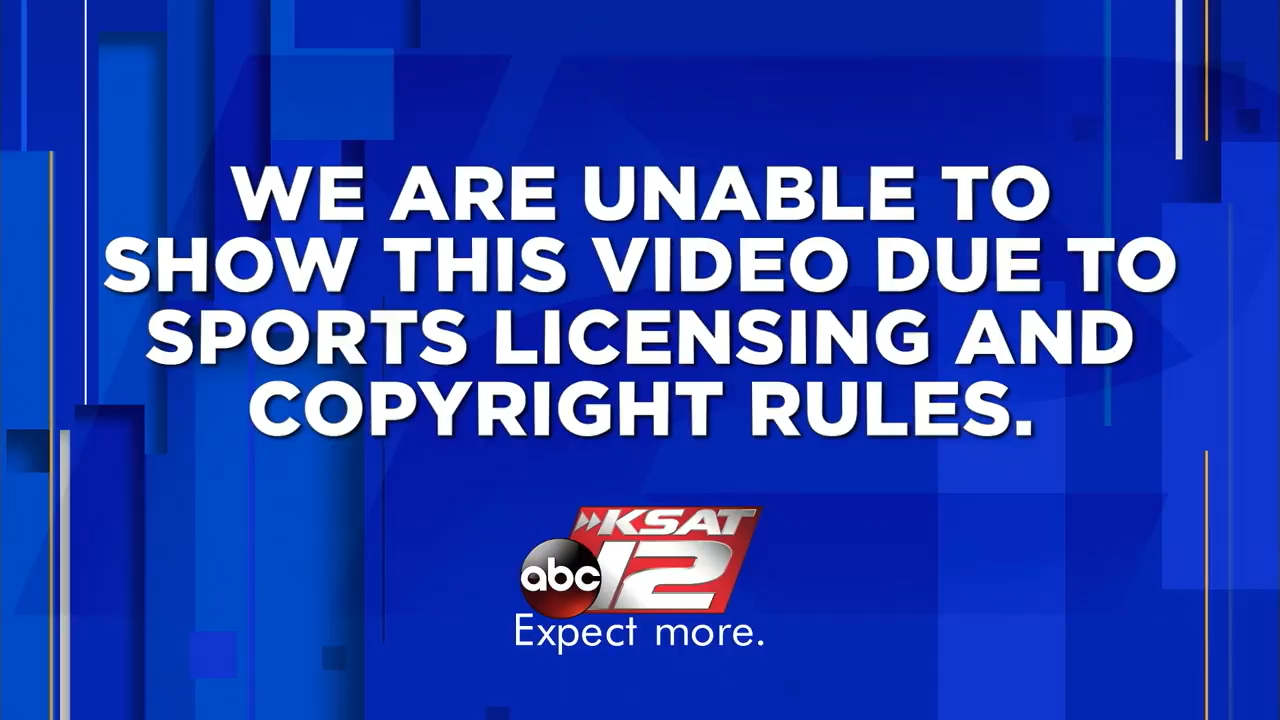 WE ARE UNABLE TO
SHOW THIS VIDEO DUE TO
SPORTS LICENSING AND
COPYRIGHT RULES.
KSAT
abc 12
Expect more.